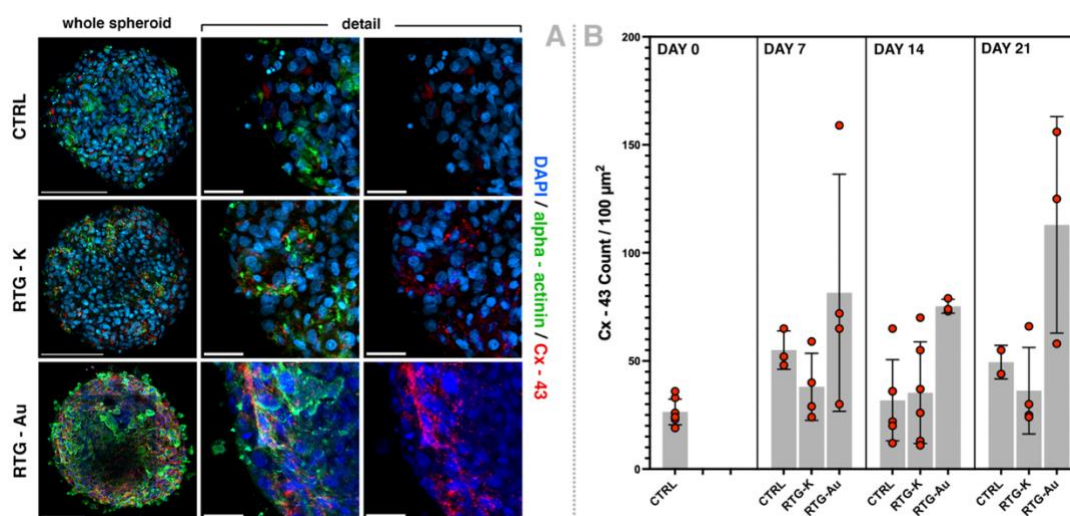 whole spheroid
detail
CTRL
RTG - K
RTG - Au
DAPI / alpha - actinin / Cx - 43
A
B
DAY 0
DAY 7
DAY 14
DAY 21
200
150
100
50
0
Cx - 43 Count / 100 µm²
CTRL
CTRL
RTG-K
RTG-Au
CTRL
RTG-K
RTG-Au
CTRL
RTG-K
RTG-Au